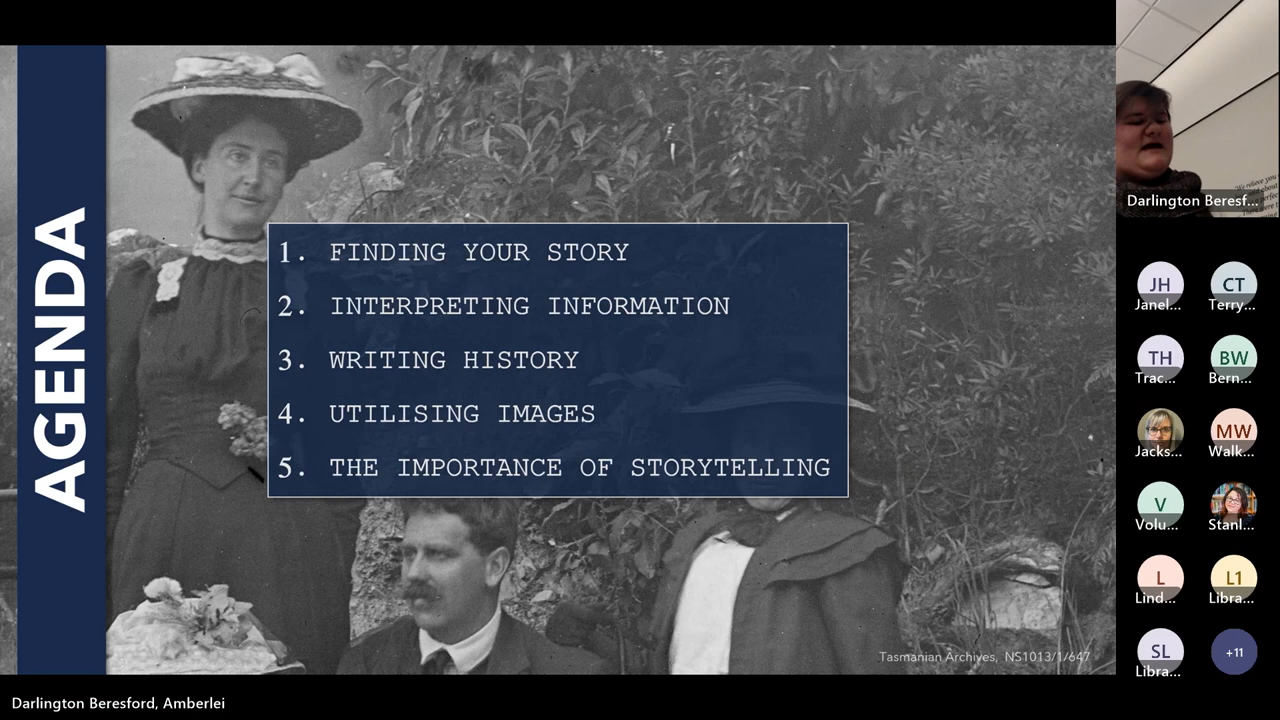 AGENDA
1. FINDING YOUR STORY
2. INTERPRETING INFORMATION
3. WRITING HISTORY
4. UTILISING IMAGES
5. THE IMPORTANCE OF STORYTELLING
Tasmanian Archives, NS1013/1/647
Darlington Beresford, Amberlei
Darlington Beresf...
JH CT
Janel... Terry...
TH BW
Trac... Bern...
MW
Jacks... Walk...
V
Volu... Stanl...
L L1
Lind... Libra...
SL +11
Libra...